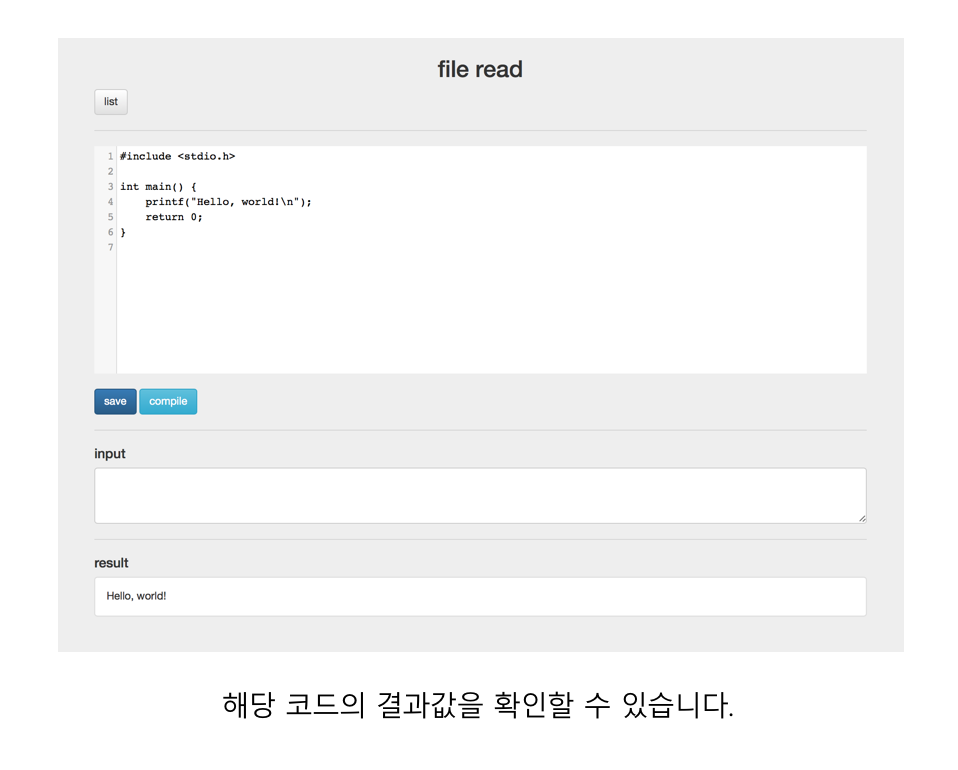 file read
list
1 #include <stdio.h>
2
3 int main() {
4     printf("Hello, world!\n");
5     return 0;
6 }
7
save compile
input
result
Hello, world!
해당 코드의 결과값을 확인할 수 있습니다.